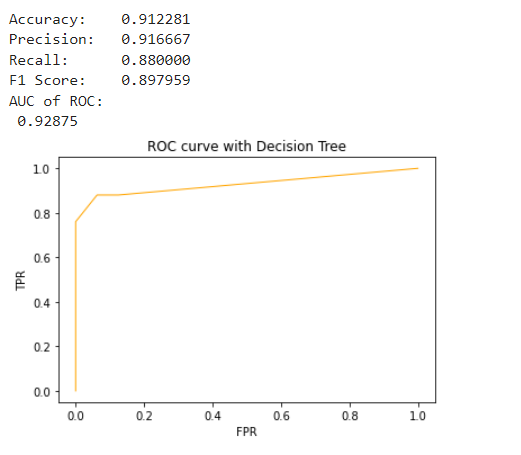 Accuracy: 0.912281
Precision: 0.916667
Recall: 0.880000
F1 Score: 0.897959
AUC of ROC:
0.92875
ROC curve with Decision Tree
1.0
0.8
0.6
0.4
0.2
0.0
TPR
0.0 0.2 0.4 0.6 0.8 1.0
FPR